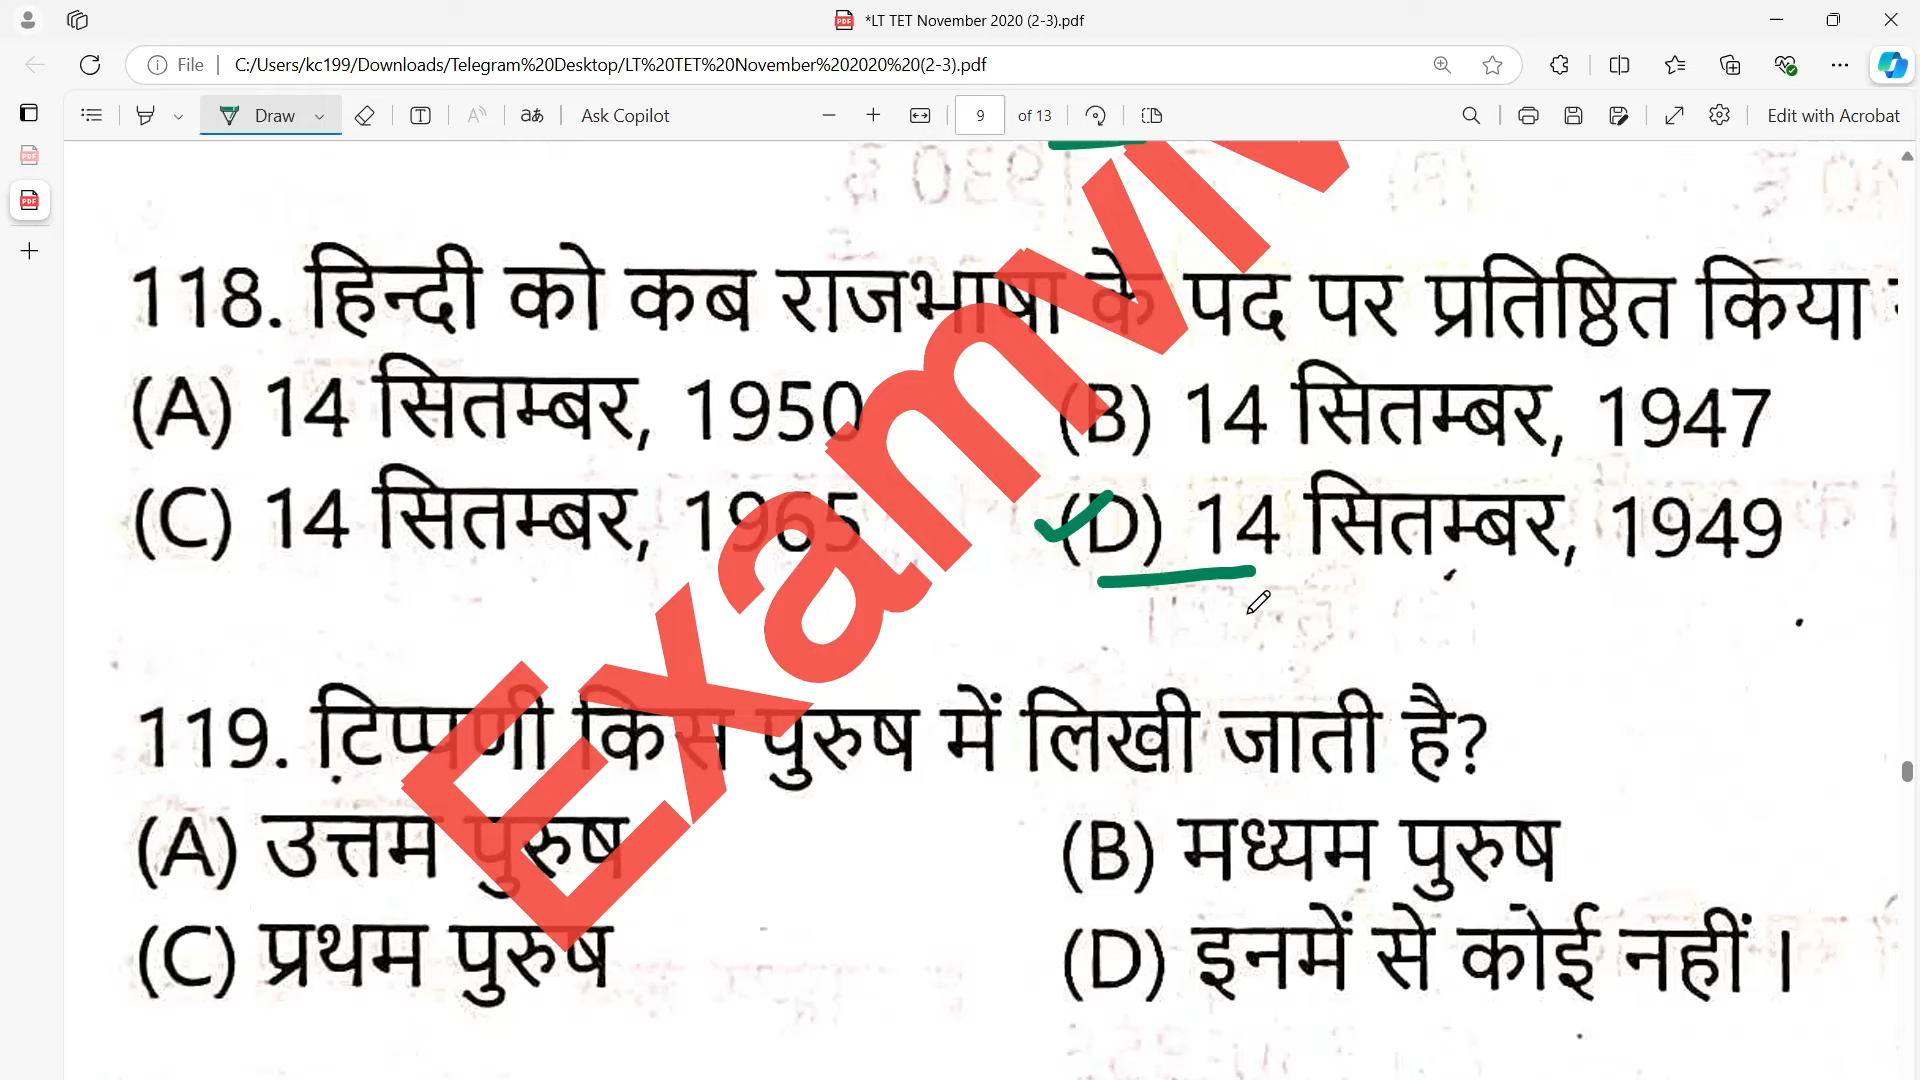 *LT TET November 2020 (2-3).pdf
File C:/Users/kc199/Downloads/Telegram%20Desktop/LT%20TET%20November%202020%20(2-3).pdf
Draw Ask Copilot 9 of 13 Edit with Acrobat
118. हिन्दी को कब राजभाषा के पद पर प्रतिष्ठित किया
(A) 14 सितम्बर, 1950 (B) 14 सितम्बर, 1947
(C) 14 सितम्बर, 1965 (D) 14 सितम्बर, 1949
119. टिप्पणी किस पुरुष में लिखी जाती है?
(A) उत्तम पुरुष (B) मध्यम पुरुष
(C) प्रथम पुरुष (D) इनमें से कोई नहीं ।